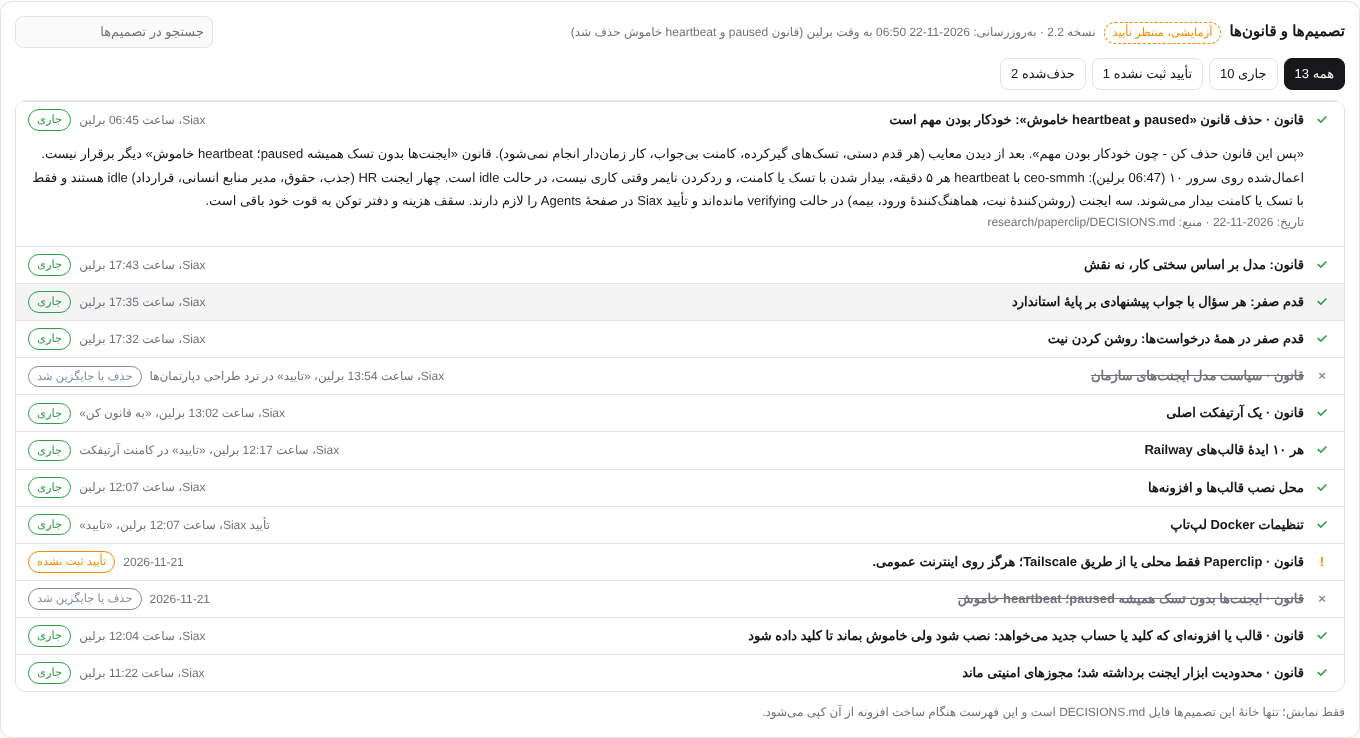 تصمیم‌ها و قانون‌ها آزمایشی، منتظر تأیید نسخه 2.2 · به‌روزرسانی: 2026-11-22 06:50 به وقت برلین (قانون paused و heartbeat خاموش حذف شد) جستجو در تصمیم‌ها
همه 13 جاری 10 تأیید ثبت نشده 1 حذف‌شده 2
✓ قانون · حذف قانون «paused و heartbeat خاموش»: خودکار بودن مهم است Siax، ساعت 06:45 برلین جاری
«پس این قانون حذف کن - چون خودکار بودن مهم». بعد از دیدن معایب (هر قدم دستی، تسک‌های گیرکرده، کامنت بی‌جواب، کار زمان‌دار انجام نمی‌شود). قانون «ایجنت‌ها بدون تسک همیشه paused؛ heartbeat خاموش» دیگر برقرار نیست.
اعمال‌شده روی سرور ۱۰ (06:47 برلین): ceo-smmh با heartbeat هر ۵ دقیقه، بیدار شدن با تسک یا کامنت، و ردکردن تایمر وقتی کاری نیست، در حالت idle است. چهار ایجنت HR (جذب، حقوق، مدیر منابع انسانی، قرارداد) idle هستند و فقط
با تسک یا کامنت بیدار می‌شوند. سه ایجنت (روشن‌کنندهٔ نیت، هماهنگ‌کنندهٔ ورود، بیمه) در حالت verifying مانده‌اند و تأیید Siax در صفحهٔ Agents را لازم دارند. سقف هزینه و دفتر توکن به قوت خود باقی است.
تاریخ: 2026-11-22 · منبع: research/paperclip/DECISIONS.md
✓ قانون: مدل بر اساس سختی کار، نه نقش Siax، ساعت 17:43 برلین جاری
✓ قدم صفر: هر سؤال با جواب پیشنهادی بر پایهٔ استاندارد Siax، ساعت 17:35 برلین جاری
✓ قدم صفر در همهٔ درخواست‌ها: روشن کردن نیت Siax، ساعت 17:32 برلین جاری
× قانون · سیاست مدل ایجنت‌های سازمان Siax، ساعت 13:54 برلین، «تایید» در ترد طراحی دپارتمان‌ها حذف یا جایگزین شد
✓ قانون · یک آرتیفکت اصلی Siax، ساعت 13:02 برلین، «یه قانون کن» جاری
✓ هر ۱۰ ایدهٔ قالب‌های Railway Siax، ساعت 12:17 برلین، «تایید» در کامنت آرتیفکت جاری
✓ محل نصب قالب‌ها و افزونه‌ها Siax، ساعت 12:07 برلین جاری
✓ تنظیمات Docker لپ‌تاپ تأیید Siax، ساعت 12:07 برلین، «تایید» جاری
! قانون · Paperclip فقط محلی یا از طریق Tailscale؛ هرگز روی اینترنت عمومی. 2026-11-21 تأیید ثبت نشده
× قانون · ایجنت‌ها بدون تسک همیشه paused؛ heartbeat خاموش 2026-11-21 حذف یا جایگزین شد
✓ قانون · قالب یا افزونه‌ای که کلید یا حساب جدید می‌خواهد: نصب شود ولی خاموش بماند تا کلید داده شود Siax، ساعت 12:04 برلین جاری
✓ قانون · محدودیت ابزار ایجنت برداشته شد؛ مجوزهای امنیتی ماند Siax، ساعت 11:22 برلین جاری
فقط نمایش؛ تنها خانهٔ این تصمیم‌ها فایل DECISIONS.md است و این فهرست هنگام ساخت افزونه از آن کپی می‌شود.